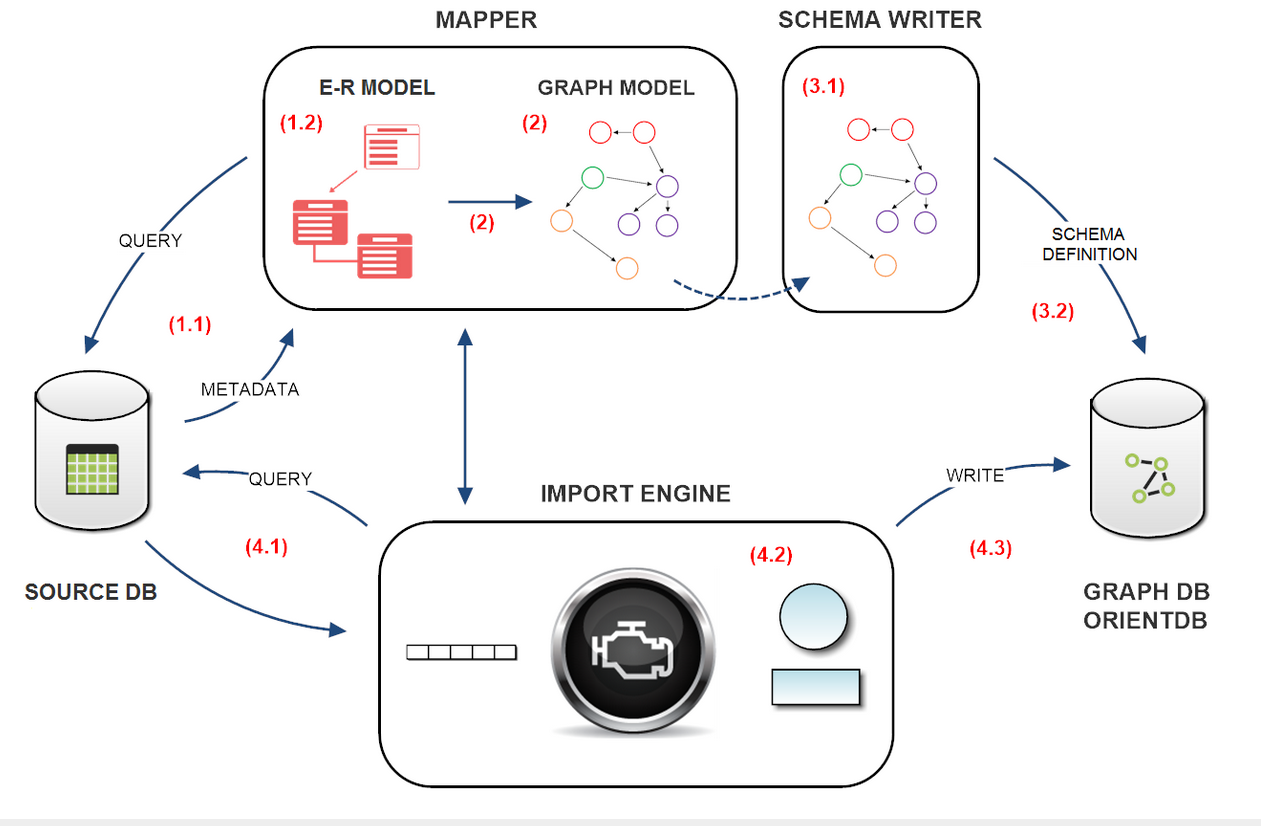 MAPPER
SCHEMA WRITER
E-R MODEL
GRAPH MODEL
(1.2)
(2)
(2)
(3.1)
QUERY
(1.1)
METADATA
SCHEMA
DEFINITION
(3.2)
QUERY
(4.1)
SOURCE DB
IMPORT ENGINE
(4.2)
WRITE
(4.3)
GRAPH DB
ORIENTDB